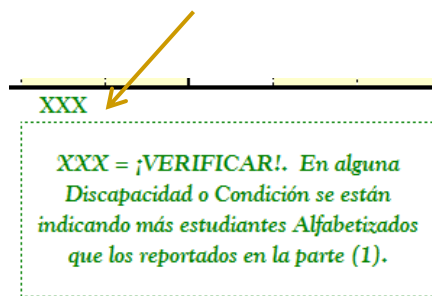 XXX
XXX = ¡VERIFICAR!. En alguna
Discapacidad o Condición se están
indicando más estudiantes Alfabetizados
que los reportados en la parte (1).